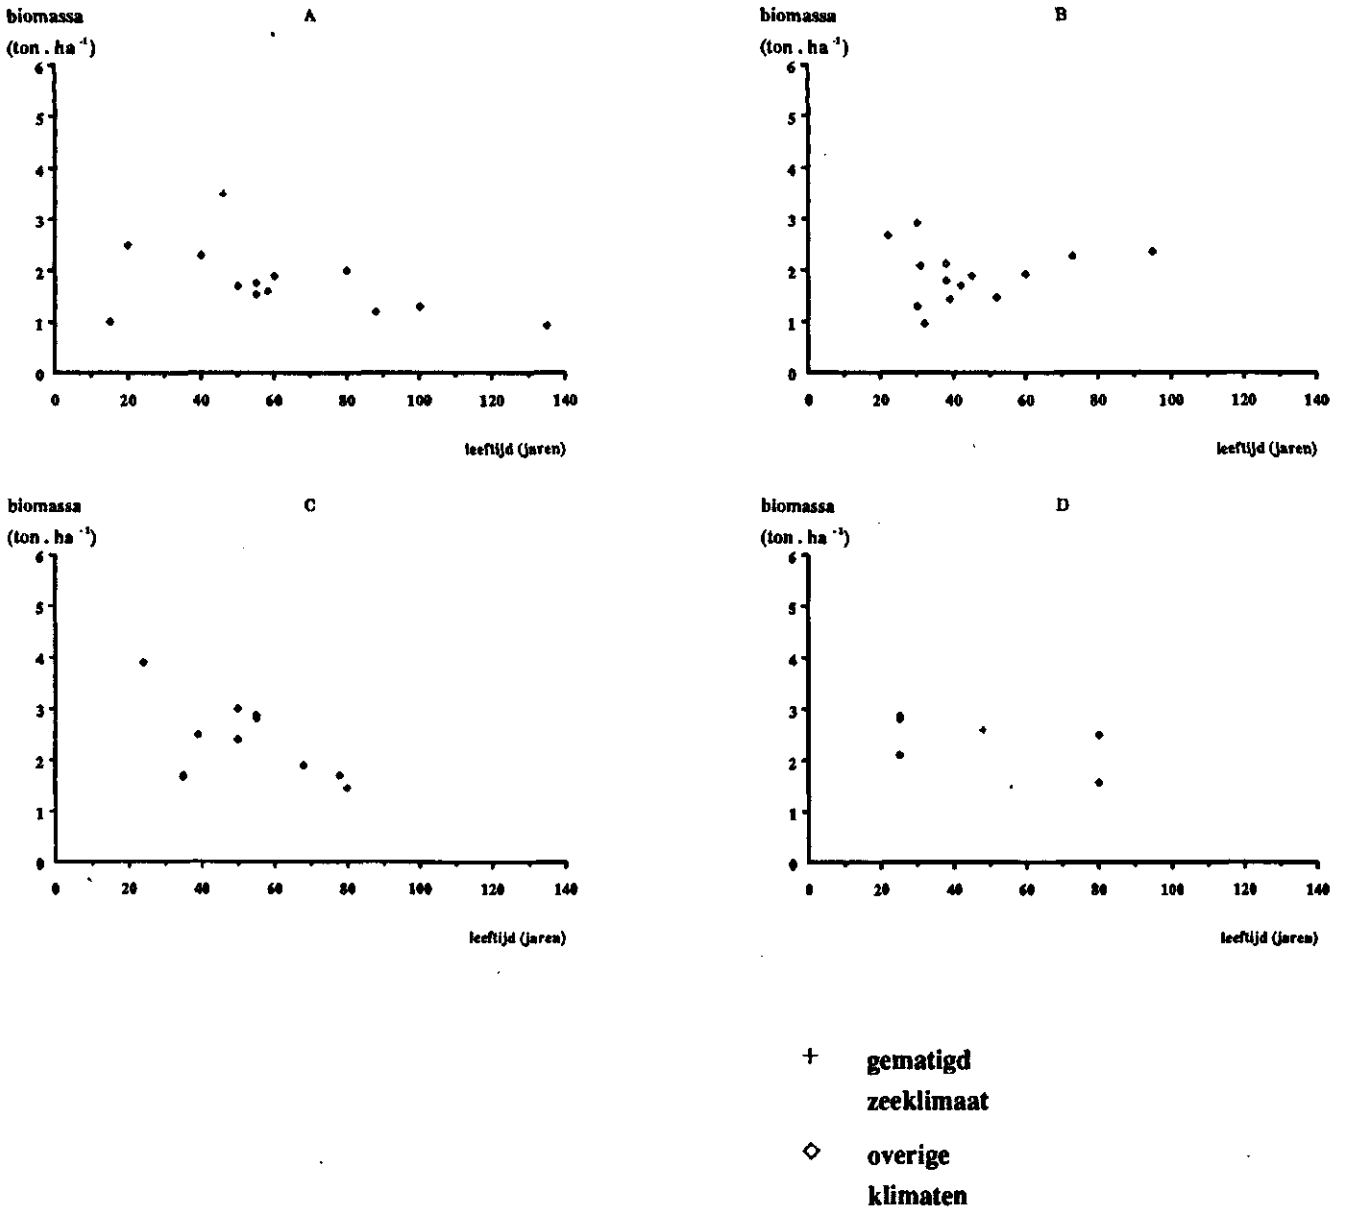 biomassa A
(ton . ha⁻¹)
6
5
4
3
2
1
0
0 20 40 60 80 100 120 140
leeftijd (jaren)
biomassa B
(ton . ha⁻¹)
6
5
4
3
2
1
0
0 20 40 60 80 100 120 140
leeftijd (jaren)
biomassa C
(ton . ha⁻¹)
6
5
4
3
2
1
0
0 20 40 60 80 100 120 140
leeftijd (jaren)
biomassa D
(ton . ha⁻¹)
6
5
4
3
2
1
0
0 20 40 60 80 100 120 140
leeftijd (jaren)
gematigd
zeeklimaat
overige
klimaten